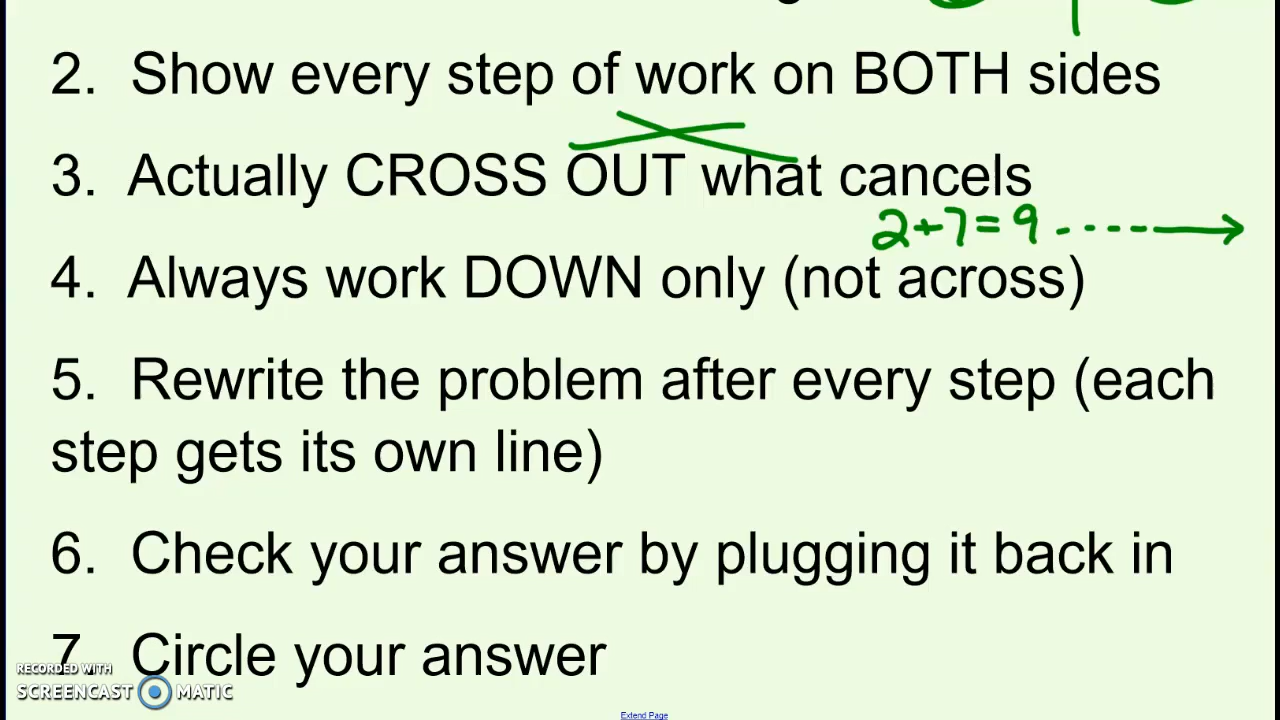 2. Show every step of work on BOTH sides
3. Actually CROSS OUT what cancels
2+7=9
4. Always work DOWN only (not across)
5. Rewrite the problem after every step (each
step gets its own line)
6. Check your answer by plugging it back in
7. Circle your answer
RECORDED WITH
SCREENCAST MATIC
Extend Page